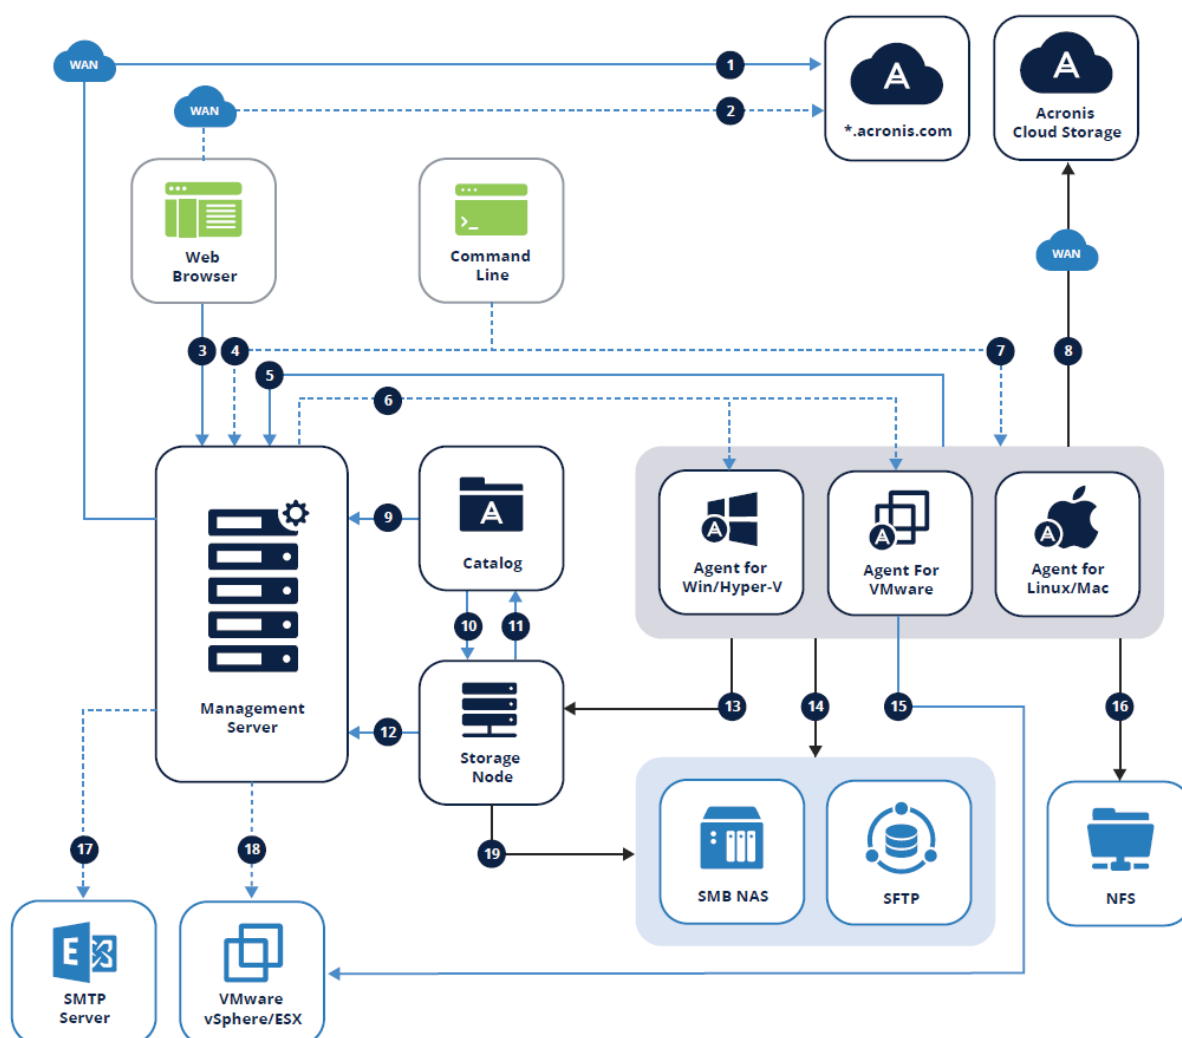 WAN
1
WAN
2
*.acronis.com
Acronis
Cloud Storage
Web
Browser
Command
Line
WAN
3
4
5
6
7
8
Management
Server
9
Catalog
10
11
12
Storage
Node
Agent for
Win/Hyper-V
Agent For
VMware
Agent for
Linux/Mac
13
14
15
16
17
18
19
SMB NAS
SFTP
NFS
E
SMTP
Server
VMware
vSphere/ESX